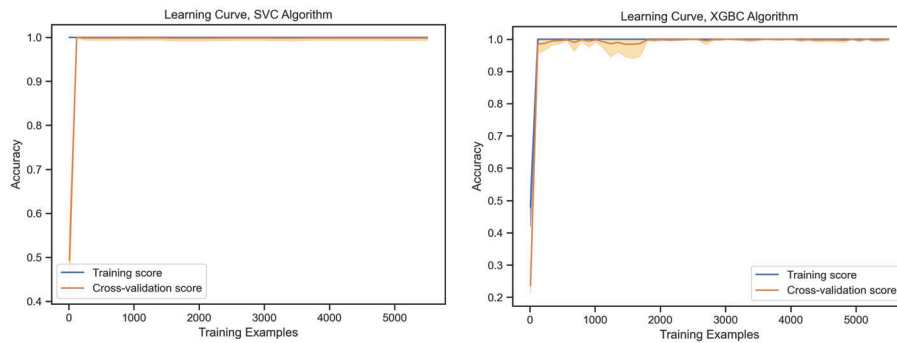 Learning Curve, SVC Algorithm
1.0
0.9
0.8
0.7
0.6
0.5
0.4
Accuracy
Training score
Cross-validation score
0 1000 2000 3000 4000 5000
Training Examples
Learning Curve, XGBC Algorithm
1.0
0.9
0.8
0.7
0.6
0.5
0.4
0.3
0.2
Accuracy
Training score
Cross-validation score
0 1000 2000 3000 4000 5000
Training Examples